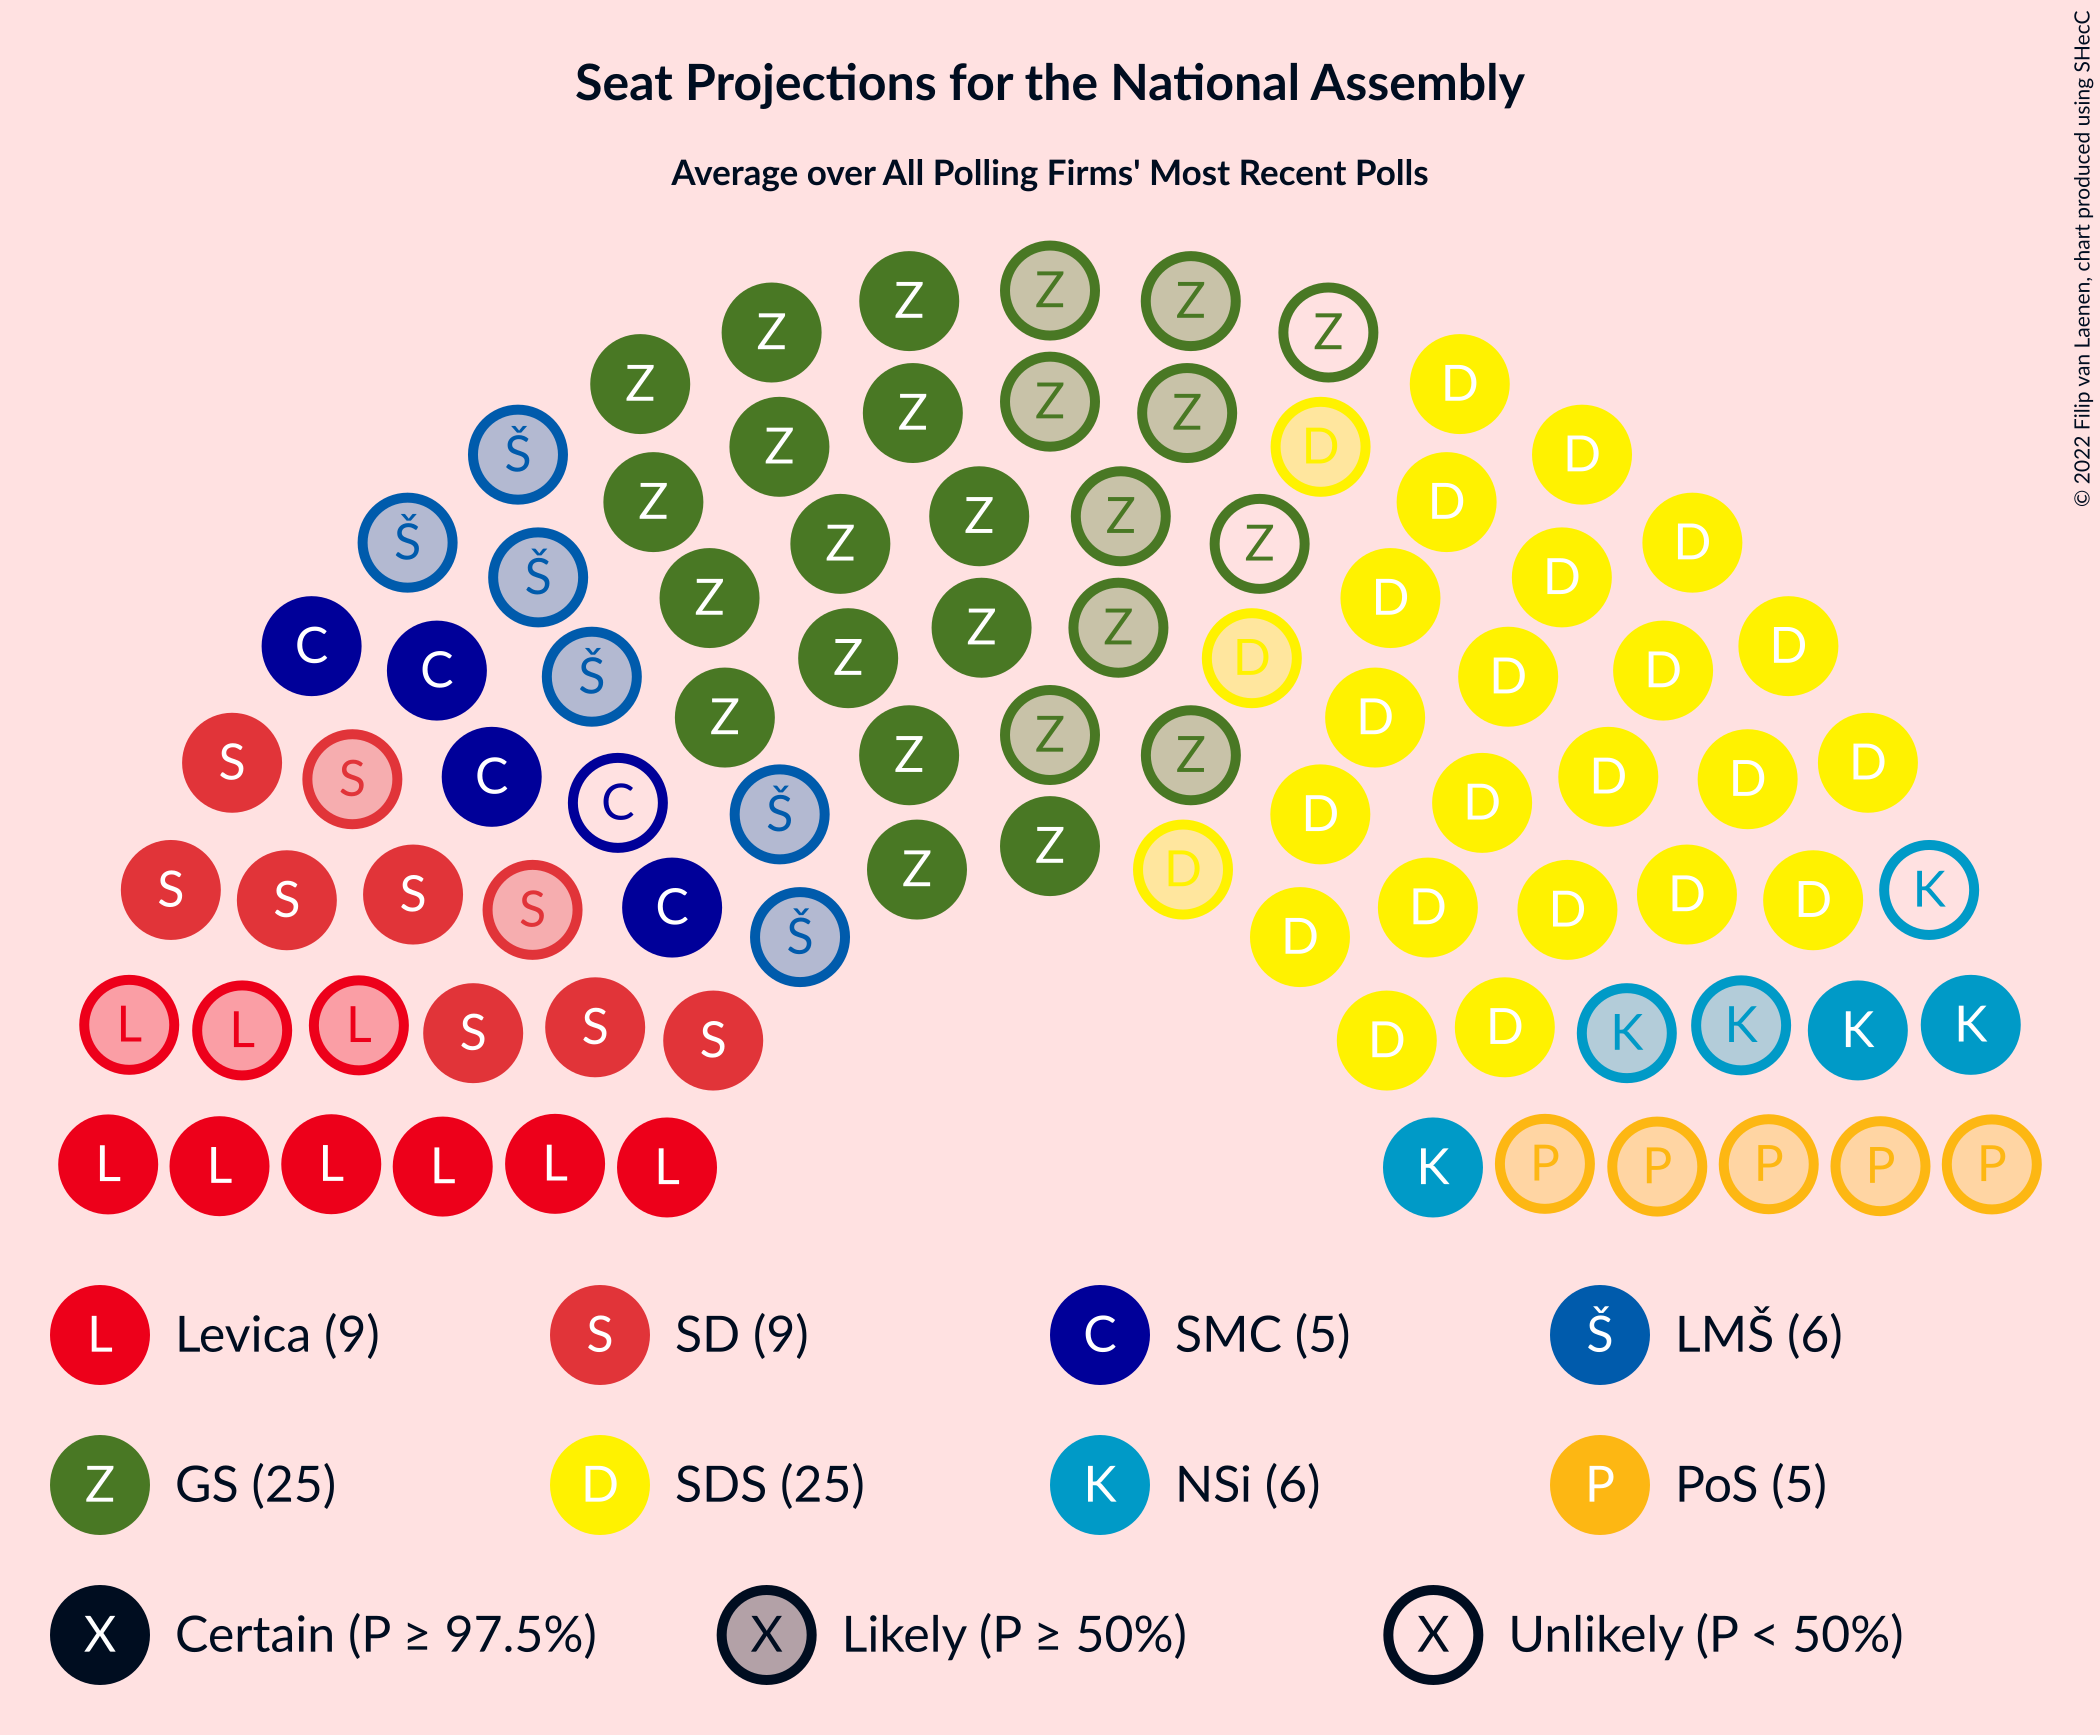 Seat Projections for the National Assembly
Average over All Polling Firms' Most Recent Polls
© 2022 Filip van Laenen, chart produced using SHecC
Z Z Z Z Z
Z Z D
Z Z Z Z D
Š Z D D
Z D
Š Z Z Z Z D
Š Z D D
C Z Z Z D D
C Š D D
S Z Z Z Z D D
S C C Š D D D D
S S S S C Š Z Z D D D D D D D K
L L L S S S D D K K K K
L L L L L L K P P P P P
L Levica (9) S SD (9) C SMC (5) Š LMŠ (6)
Z GS (25) D SDS (25) K NSi (6) P PoS (5)
X Certain (P ≥ 97.5%) X Likely (P ≥ 50%) X Unlikely (P < 50%)